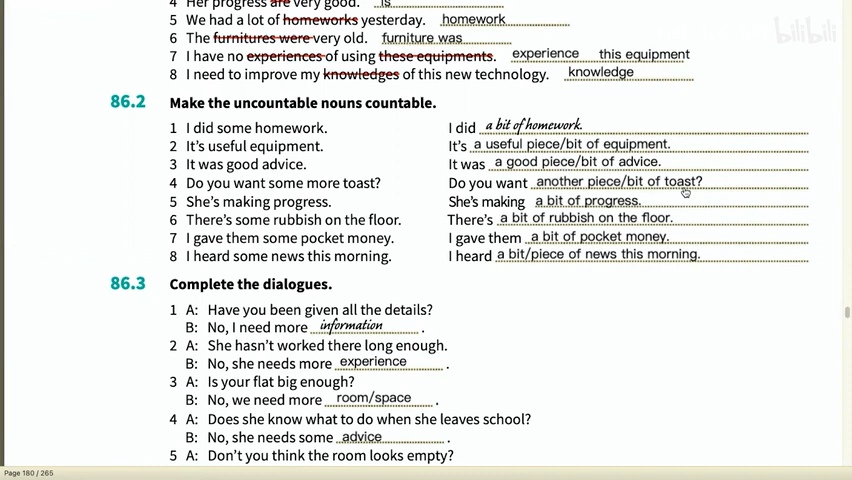 4 Her progress are very good. is
5 We had a lot of homeworks yesterday. homework
6 The furnitures were very old. furniture was
7 I have no experiences of using these equipments. experience this equipment
8 I need to improve my knowledges of this new technology. knowledge
86.2 Make the uncountable nouns countable.
1 I did some homework. I did a bit of homework.
2 It's useful equipment. It's a useful piece/bit of equipment.
3 It was good advice. It was a good piece/bit of advice.
4 Do you want some more toast? Do you want another piece/bit of toast?
5 She's making progress. She's making a bit of progress.
6 There's some rubbish on the floor. There's a bit of rubbish on the floor.
7 I gave them some pocket money. I gave them a bit of pocket money.
8 I heard some news this morning. I heard a bit/piece of news this morning.
86.3 Complete the dialogues.
1 A: Have you been given all the details?
B: No, I need more information.
2 A: She hasn't worked there long enough.
B: No, she needs more experience.
3 A: Is your flat big enough?
B: No, we need more room/space.
4 A: Does she know what to do when she leaves school?
B: No, she needs some advice.
5 A: Don't you think the room looks empty?
Page 180 / 265
bilibili